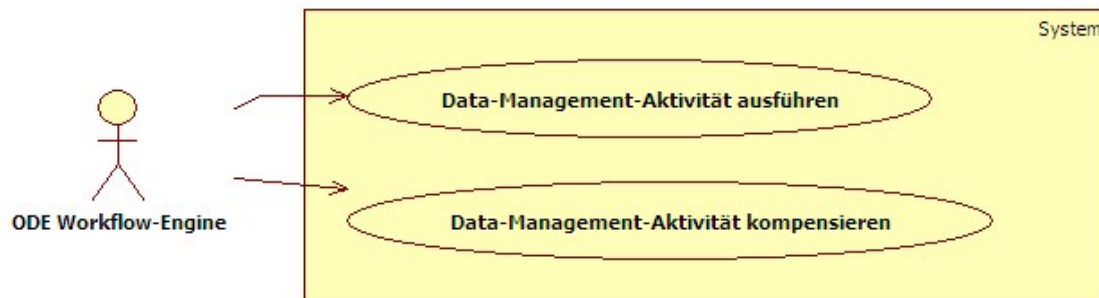 System
Data-Management-Aktivität ausführen
ODE Workflow-Engine
Data-Management-Aktivität kompensieren